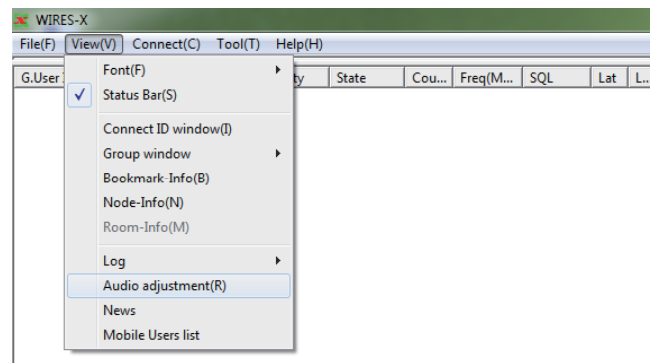 WIRES-X
File(F) View(V) Connect(C) Tool(T) Help(H)
G.User ty State Cou... Freq(M... SQL Lat L...
Font(F)
Status Bar(S)
Connect ID window(I)
Group window
Bookmark-Info(B)
Node-Info(N)
Room-Info(M)
Log
Audio adjustment(R)
News
Mobile Users list